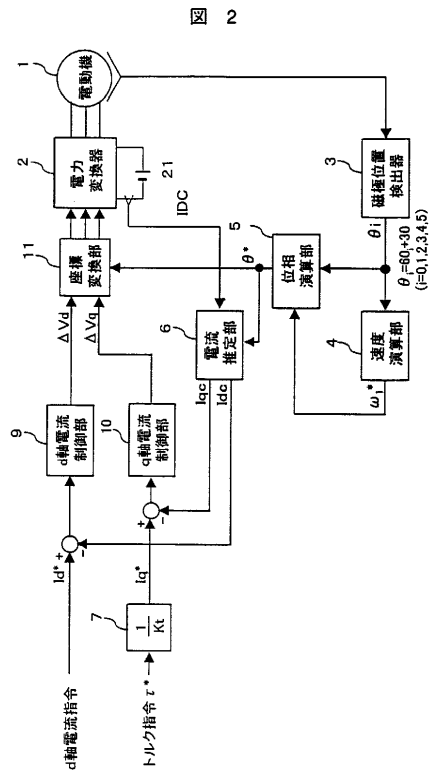 図 2
d軸電流指令
Id*
+
-
9
d軸電流
制御部
ΔVd
トルク指令 τ*
7
1
Kt
Iq*
+
-
10
q軸電流
制御部
ΔVq
11
座標
変換部
2
電力
変換器
1
電動機
21
IDC
6
電流
推定部
Iqc
Idc
θ*
5
位相
演算部
3
磁極位置
検出器
θi
θi=60i+30
(i=0,1,2,3,4,5)
4
速度
演算部
ω1*